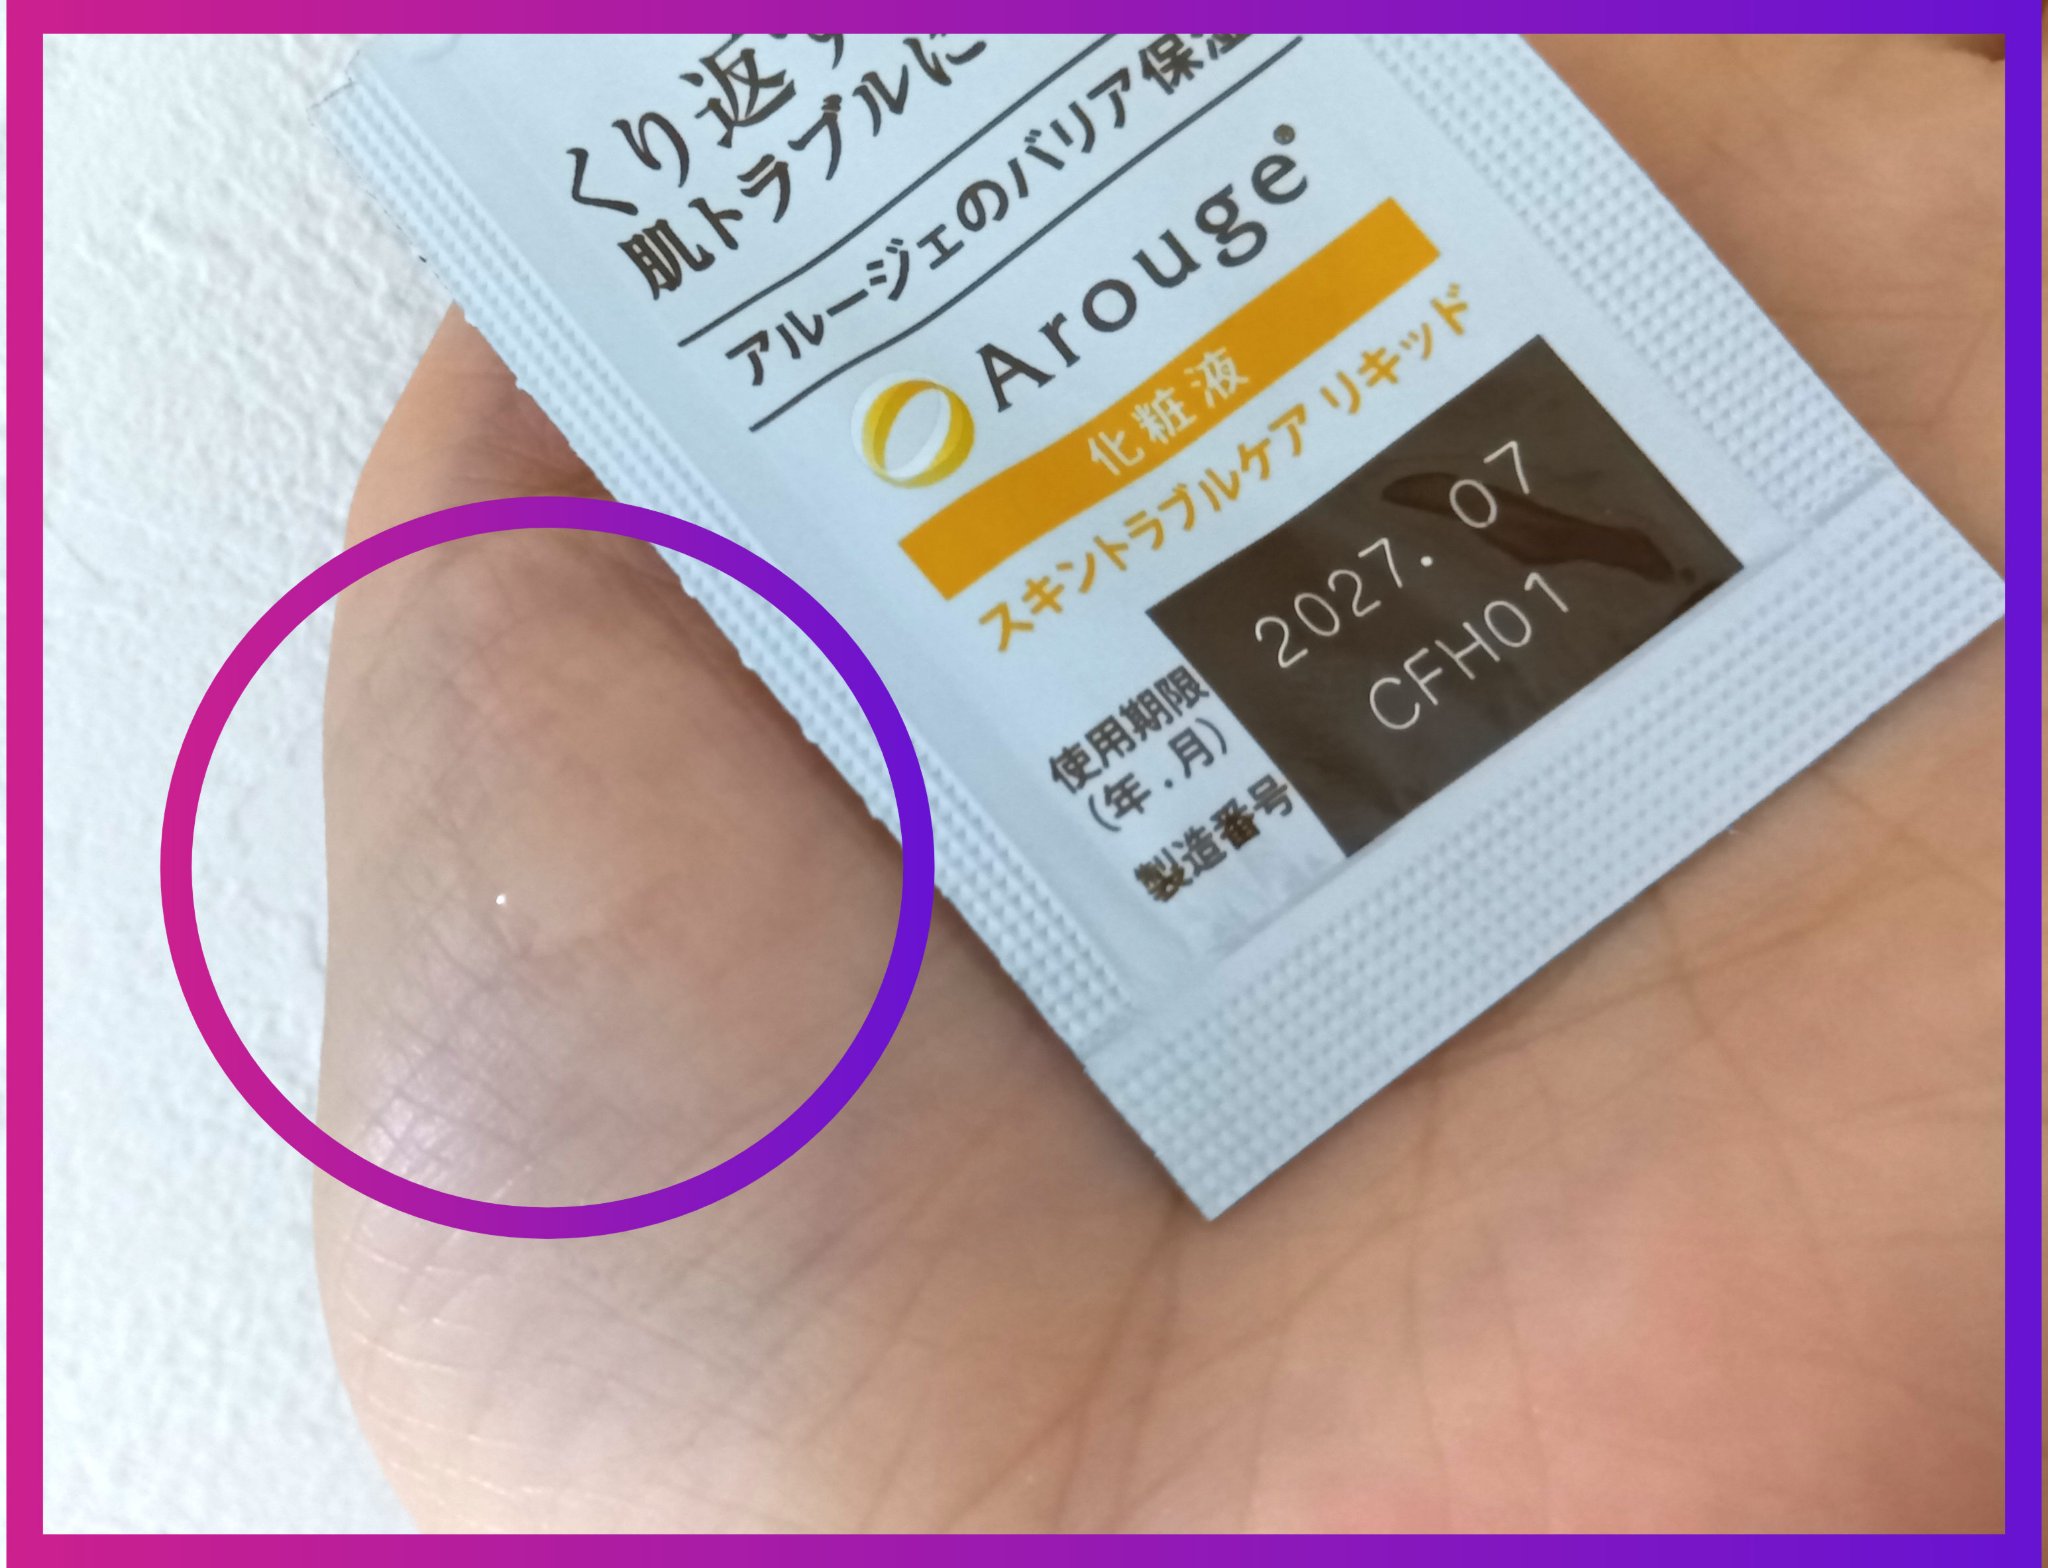 くり返す
肌トラブルに
アルージェのバリア保湿
Arouge®
化粧液
スキントラブルケア リキッド
2027. 07
CFH01
使用期限
(年.月)
製造番号